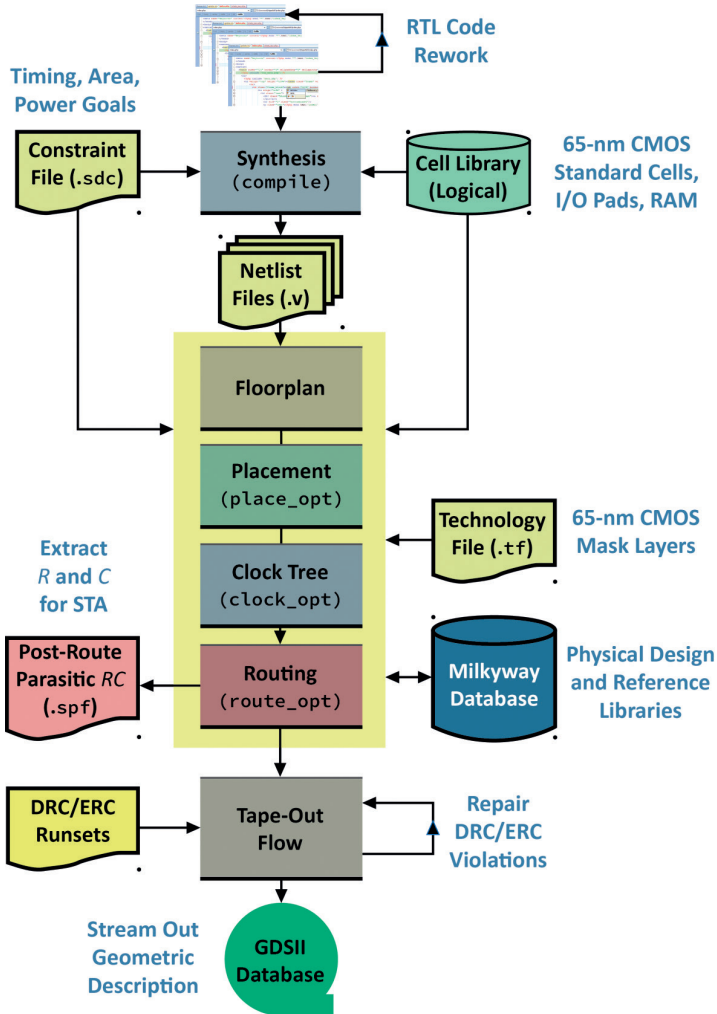 RTL Code
Rework
Timing, Area,
Power Goals
Constraint
File (.sdc)
Synthesis
(compile)
Cell Library
(Logical)
65-nm CMOS
Standard Cells,
I/O Pads, RAM
Netlist
Files (.v)
Floorplan
Placement
(place_opt)
Technology
File (.tf)
65-nm CMOS
Mask Layers
Extract
R and C
for STA
Clock Tree
(clock_opt)
Post-Route
Parasitic RC
(.spf)
Routing
(route_opt)
Milkyway
Database
Physical Design
and Reference
Libraries
DRC/ERC
Runsets
Tape-Out
Flow
Repair
DRC/ERC
Violations
Stream Out
Geometric
Description
GDSII
Database